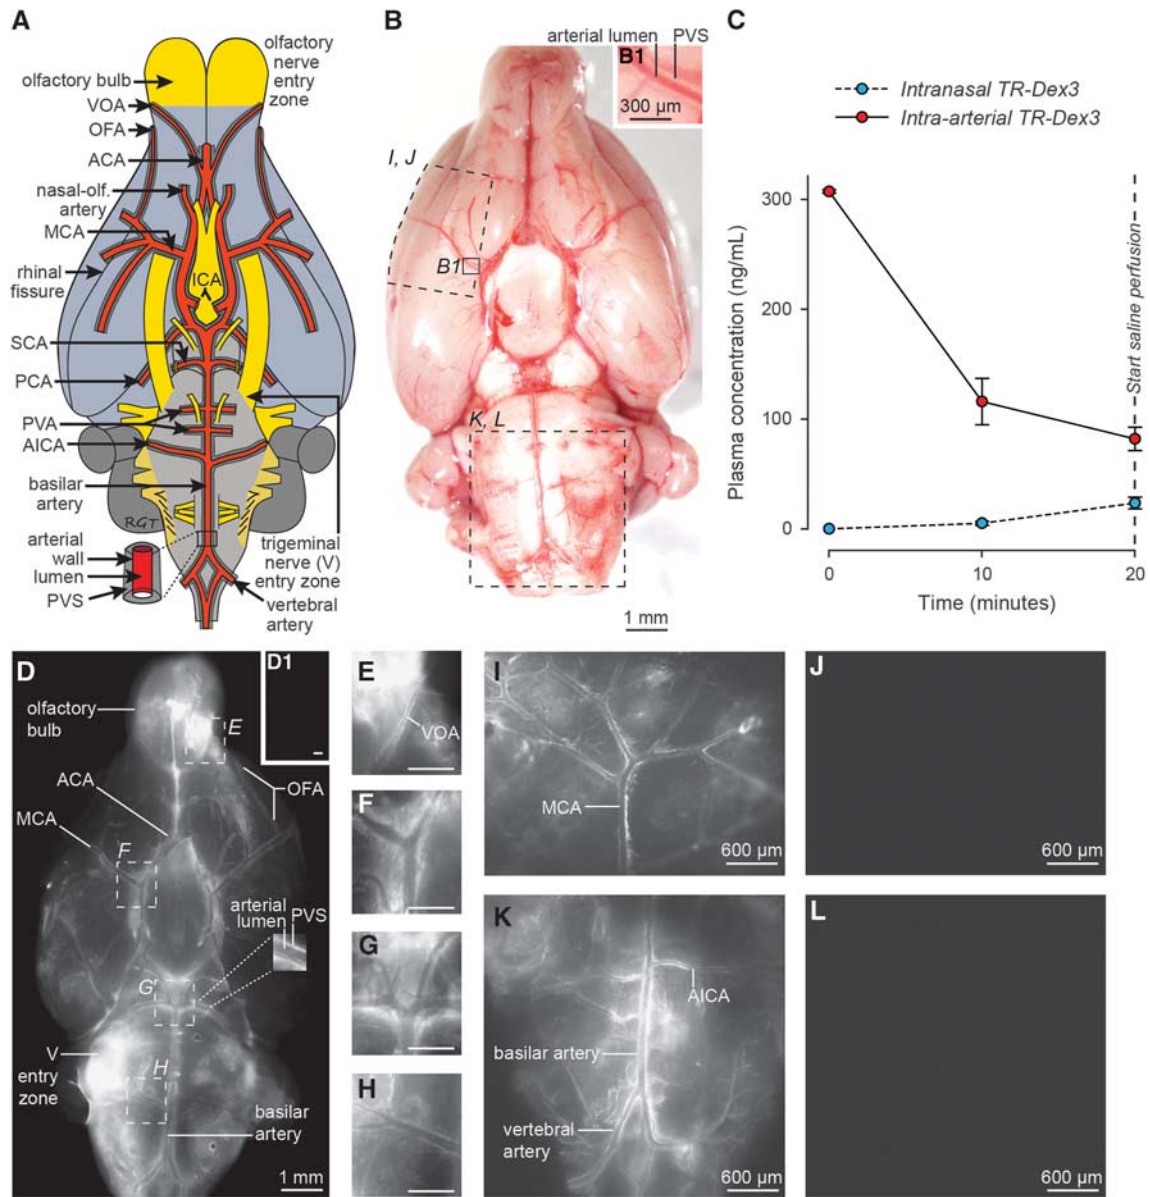 A
olfactory
nerve
entry
zone
olfactory bulb
VOA
OFA
ACA
nasal-olf.
artery
MCA
rhinal
fissure
ICA
SCA
PCA
PVA
AICA
basilar
artery
RGT
arterial
wall
lumen
PVS
trigeminal
nerve (V)
entry zone
vertebral
artery
B
arterial lumen PVS
B1
300 µm
I, J
B1
K, L
1 mm
C
Intranasal TR-Dex3
Intra-arterial TR-Dex3
Plasma concentration (ng/mL)
300
200
100
0
Start saline perfusion
0 10 20
Time (minutes)
D
D1
olfactory
bulb
E
ACA
OFA
MCA
F
arterial
lumen
PVS
G
V
entry
zone
H
basilar
artery
1 mm
E
VOA
F
G
H
I
MCA
600 µm
J
600 µm
K
AICA
basilar artery
vertebral
artery
600 µm
L
600 µm